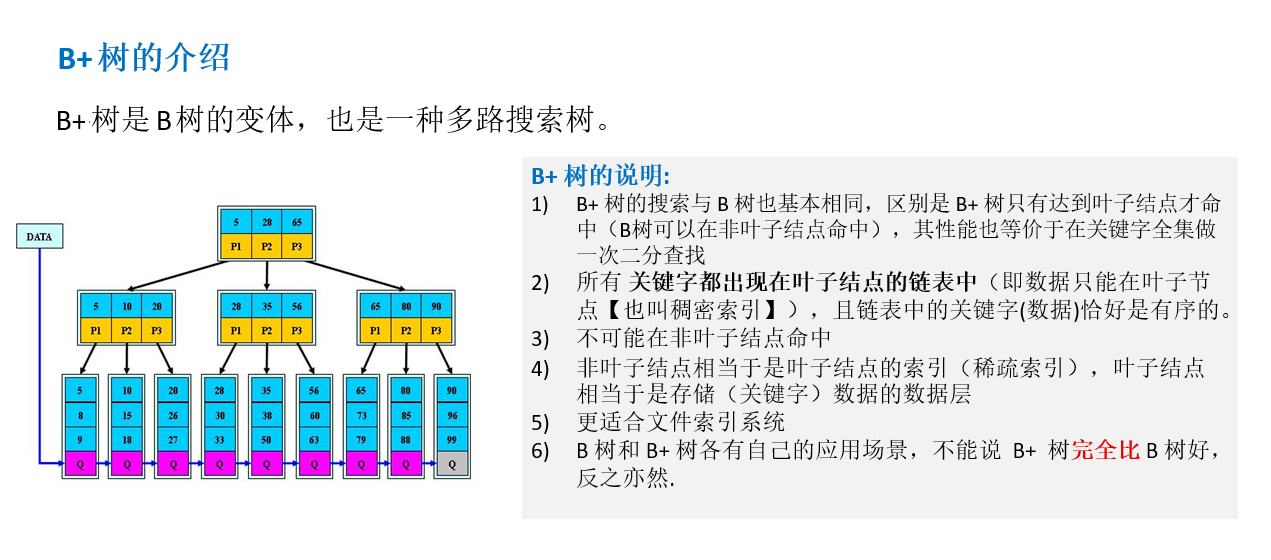 B+ 树的介绍
B+ 树是 B 树的变体，也是一种多路搜索树。
DATA
5 28 65
P1 P2 P3
5 10 20 28 35 56 65 80 90
P1 P2 P3 P1 P2 P3 P1 P2 P3
5 10 20 28 35 56 65 80 90
8 15 26 30 38 60 73 85 96
9 18 27 33 50 63 79 88 99
Q Q Q Q Q Q Q Q Q
B+ 树的说明:
1) B+ 树的搜索与 B 树也基本相同，区别是 B+ 树只有达到叶子结点才命
中（B树可以在非叶子结点命中），其性能也等价于在关键字全集做
一次二分查找
2) 所有 关键字都出现在叶子结点的链表中（即数据只能在叶子节
点【也叫稠密索引】），且链表中的关键字(数据)恰好是有序的。
3) 不可能在非叶子结点命中
4) 非叶子结点相当于是叶子结点的索引（稀疏索引），叶子结点
相当于是存储（关键字）数据的数据层
5) 更适合文件索引系统
6) B 树和 B+ 树各有自己的应用场景，不能说 B+ 树完全比 B 树好，
反之亦然.